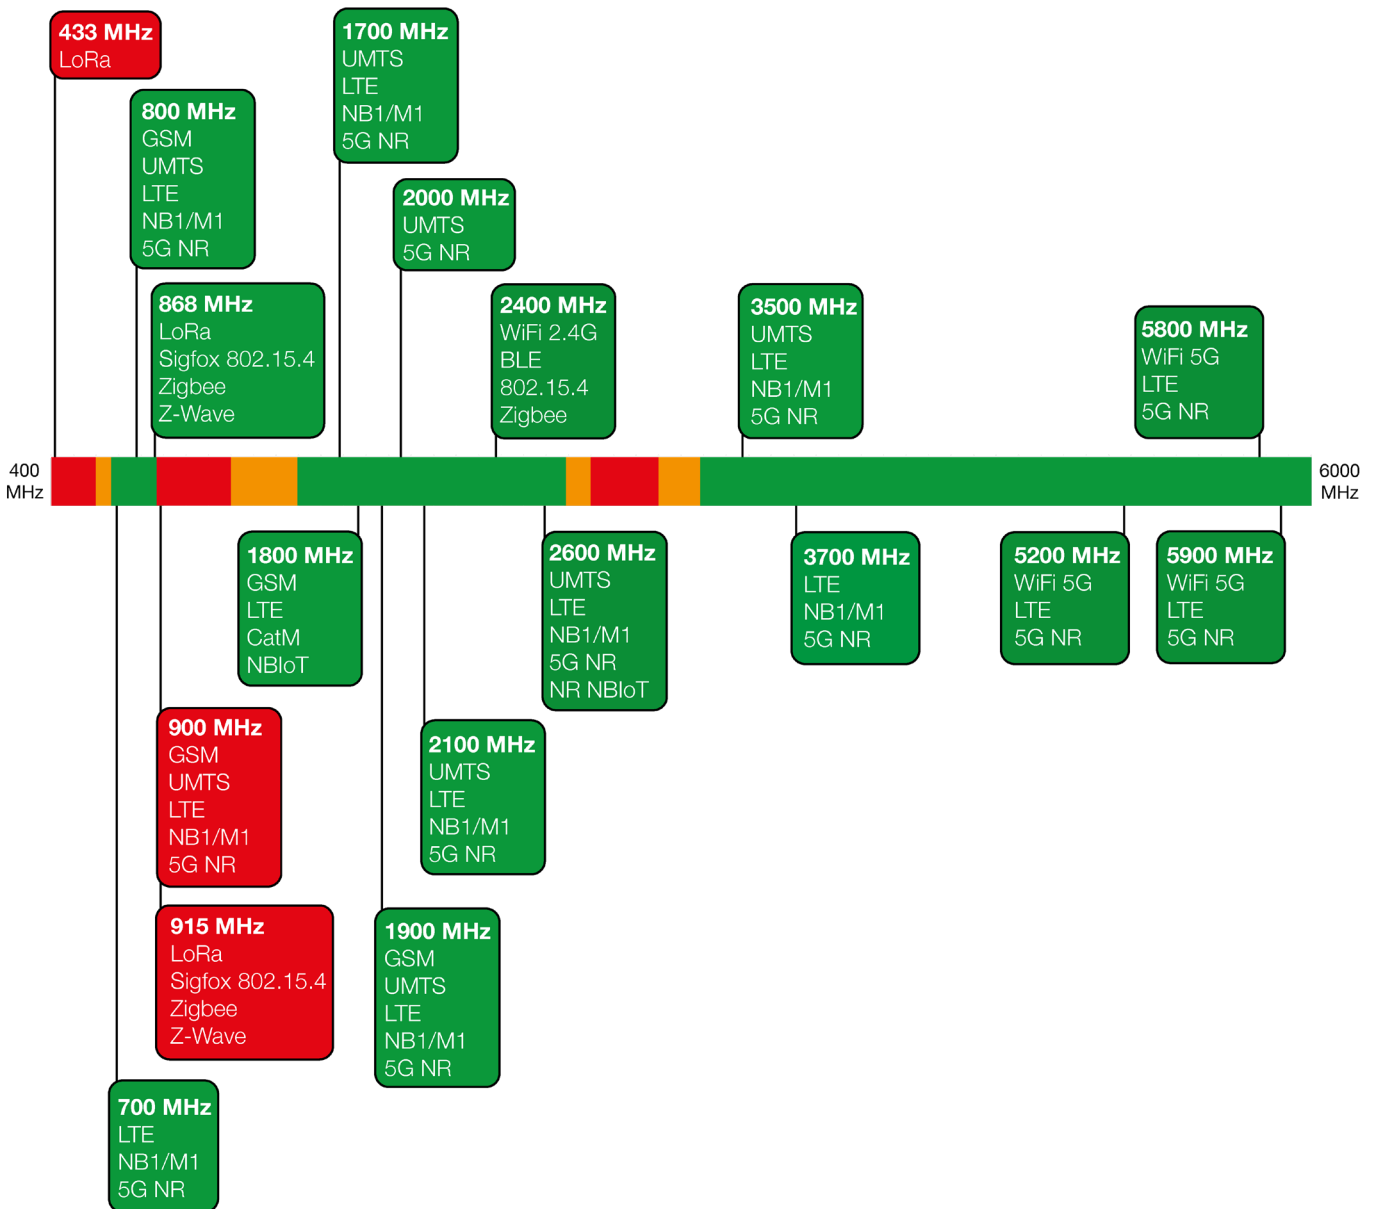 433 MHz
LoRa
800 MHz
GSM
UMTS
LTE
NB1/M1
5G NR
868 MHz
LoRa
Sigfox 802.15.4
Zigbee
Z-Wave
1700 MHz
UMTS
LTE
NB1/M1
5G NR
2000 MHz
UMTS
5G NR
2400 MHz
WiFi 2.4G
BLE
802.15.4
Zigbee
3500 MHz
UMTS
LTE
NB1/M1
5G NR
5800 MHz
WiFi 5G
LTE
5G NR
400
MHz
6000
MHz
1800 MHz
GSM
LTE
CatM
NBIoT
2600 MHz
UMTS
LTE
NB1/M1
5G NR
NR NBIoT
3700 MHz
LTE
NB1/M1
5G NR
5200 MHz
WiFi 5G
LTE
5G NR
5900 MHz
WiFi 5G
LTE
5G NR
900 MHz
GSM
UMTS
LTE
NB1/M1
5G NR
2100 MHz
UMTS
LTE
NB1/M1
5G NR
915 MHz
LoRa
Sigfox 802.15.4
Zigbee
Z-Wave
1900 MHz
GSM
UMTS
LTE
NB1/M1
5G NR
700 MHz
LTE
NB1/M1
5G NR